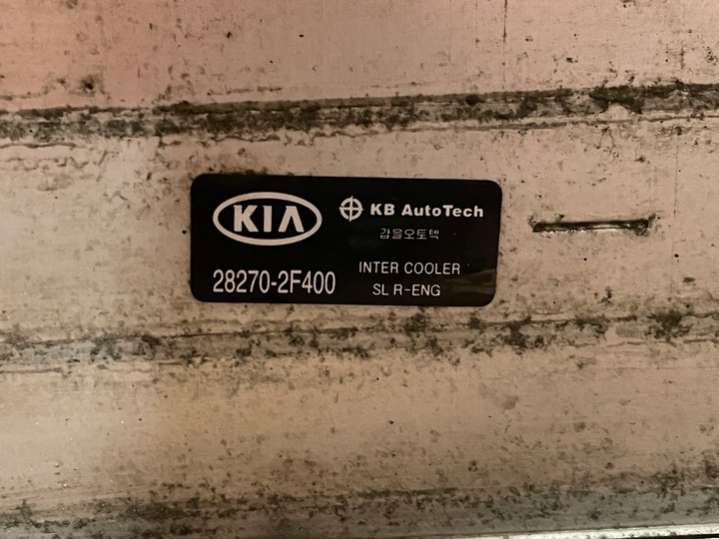 KIA
KB AutoTech
갑을오토텍
28270-2F400
INTER COOLER
SL R-ENG